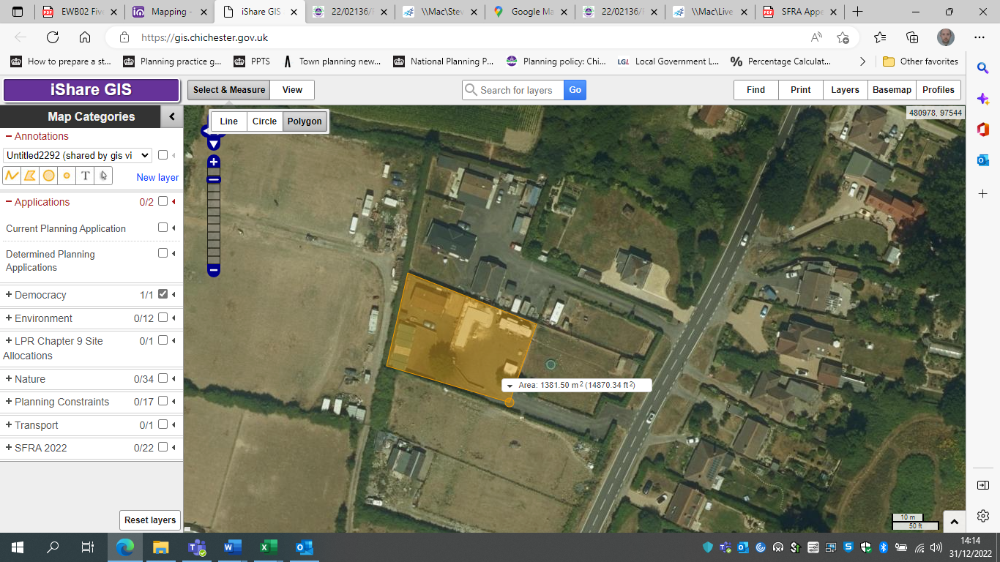 EWB02 Five
Mapping -
iShare GIS
22/02136/F
\\Mac\Stev
Google Ma
22/02136/F
\\Mac\Live
SFRA Appe
https://gis.chichester.gov.uk
How to prepare a st...
Planning practice g...
PPTS
Town planning new...
National Planning P...
Planning policy: Chi...
LGL Local Government L...
% Percentage Calculat...
Other favorites
iShare GIS
Select & Measure
View
Search for layers
Go
Find
Print
Layers
Basemap
Profiles
Map Categories
Line
Circle
Polygon
480978, 97544
Annotations
Untitled2292 (shared by gis vi
T
New layer
Applications 0/2
Current Planning Application
Determined Planning
Applications
Democracy 1/1
Environment 0/12
LPR Chapter 9 Site 0/1
Allocations
Nature 0/34
Planning Constraints 0/17
Transport 0/1
SFRA 2022 0/22
Reset layers
Area: 1381.50 m2 (14870.34 ft2)
10 m
50 ft
14:14
31/12/2022